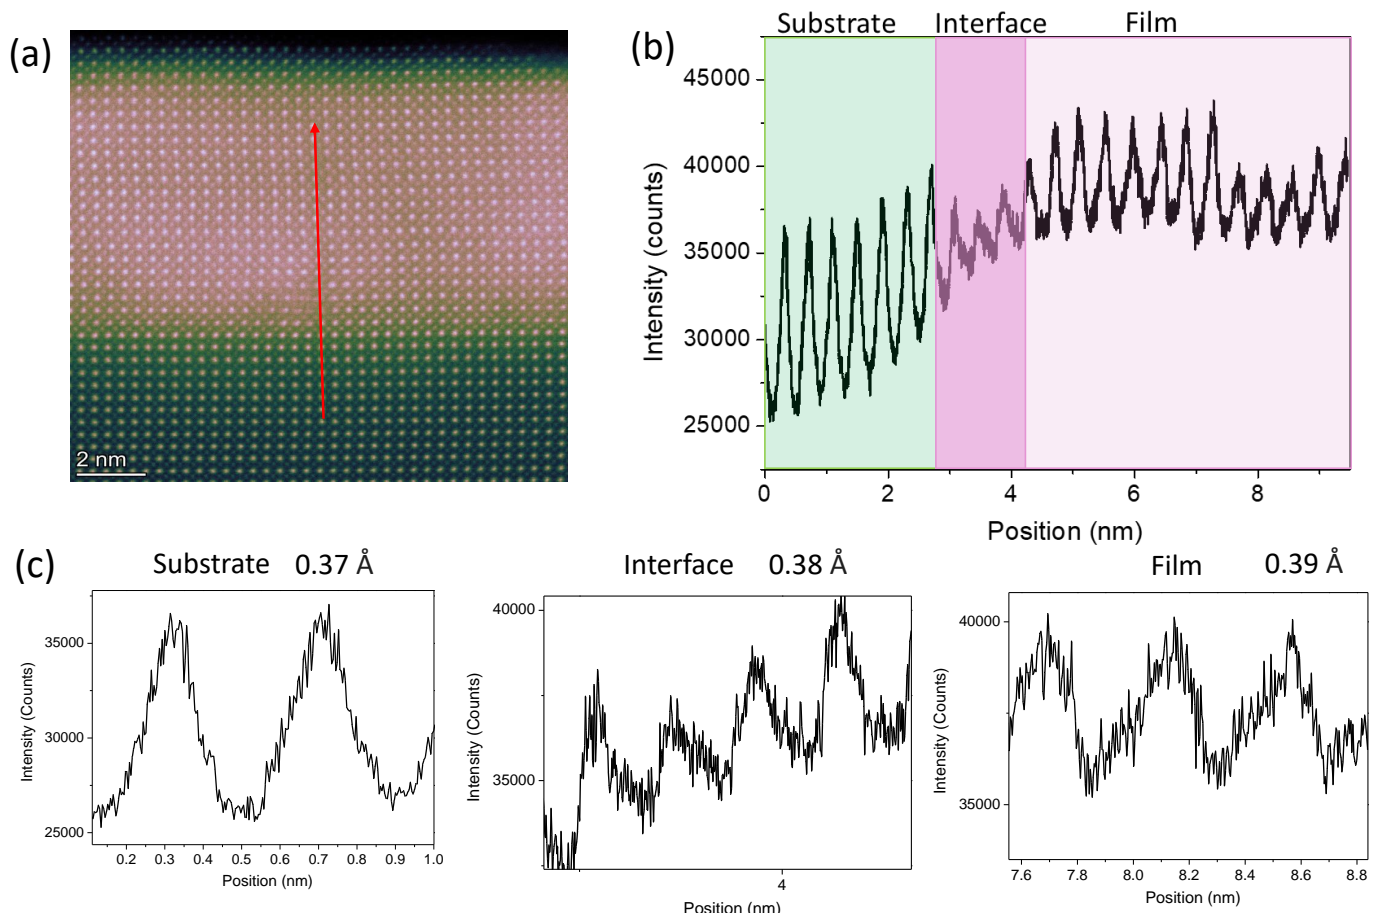 (a)
2 nm
(b)
Substrate Interface Film
45000
40000
35000
30000
25000
Intensity (counts)
0 2 4 6 8
Position (nm)
(c)
Substrate 0.37 Å
35000
30000
25000
Intensity (Counts)
0.2 0.3 0.4 0.5 0.6 0.7 0.8 0.9 1.0
Position (nm)
Interface 0.38 Å
40000
35000
Intensity (Counts)
4
Position (nm)
Film 0.39 Å
40000
35000
Intensity (Counts)
7.6 7.8 8.0 8.2 8.4 8.6 8.8
Position (nm)